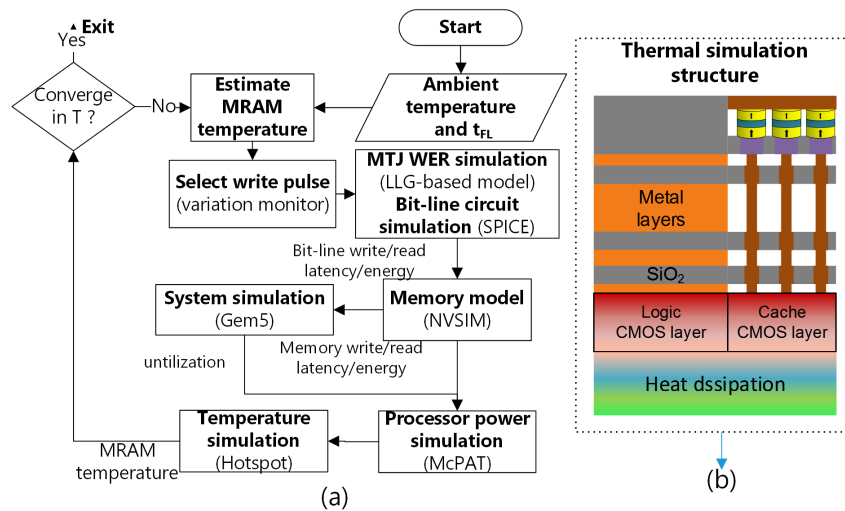 Exit
Yes
Converge
in T ?
No
Start
Ambient
temperature
and tFL
Estimate
MRAM
temperature
Select write pulse
(variation monitor)
MTJ WER simulation
(LLG-based model)
Bit-line circuit
simulation (SPICE)
Bit-line write/read
latency/energy
System simulation
(Gem5)
Memory model
(NVSIM)
Memory write/read
latency/energy
untilization
Temperature
simulation
(Hotspot)
Processor power
simulation
(McPAT)
MRAM
temperature
(a)
Thermal simulation
structure
Metal
layers
SiO2
Logic
CMOS layer
Cache
CMOS layer
Heat dssipation
(b)